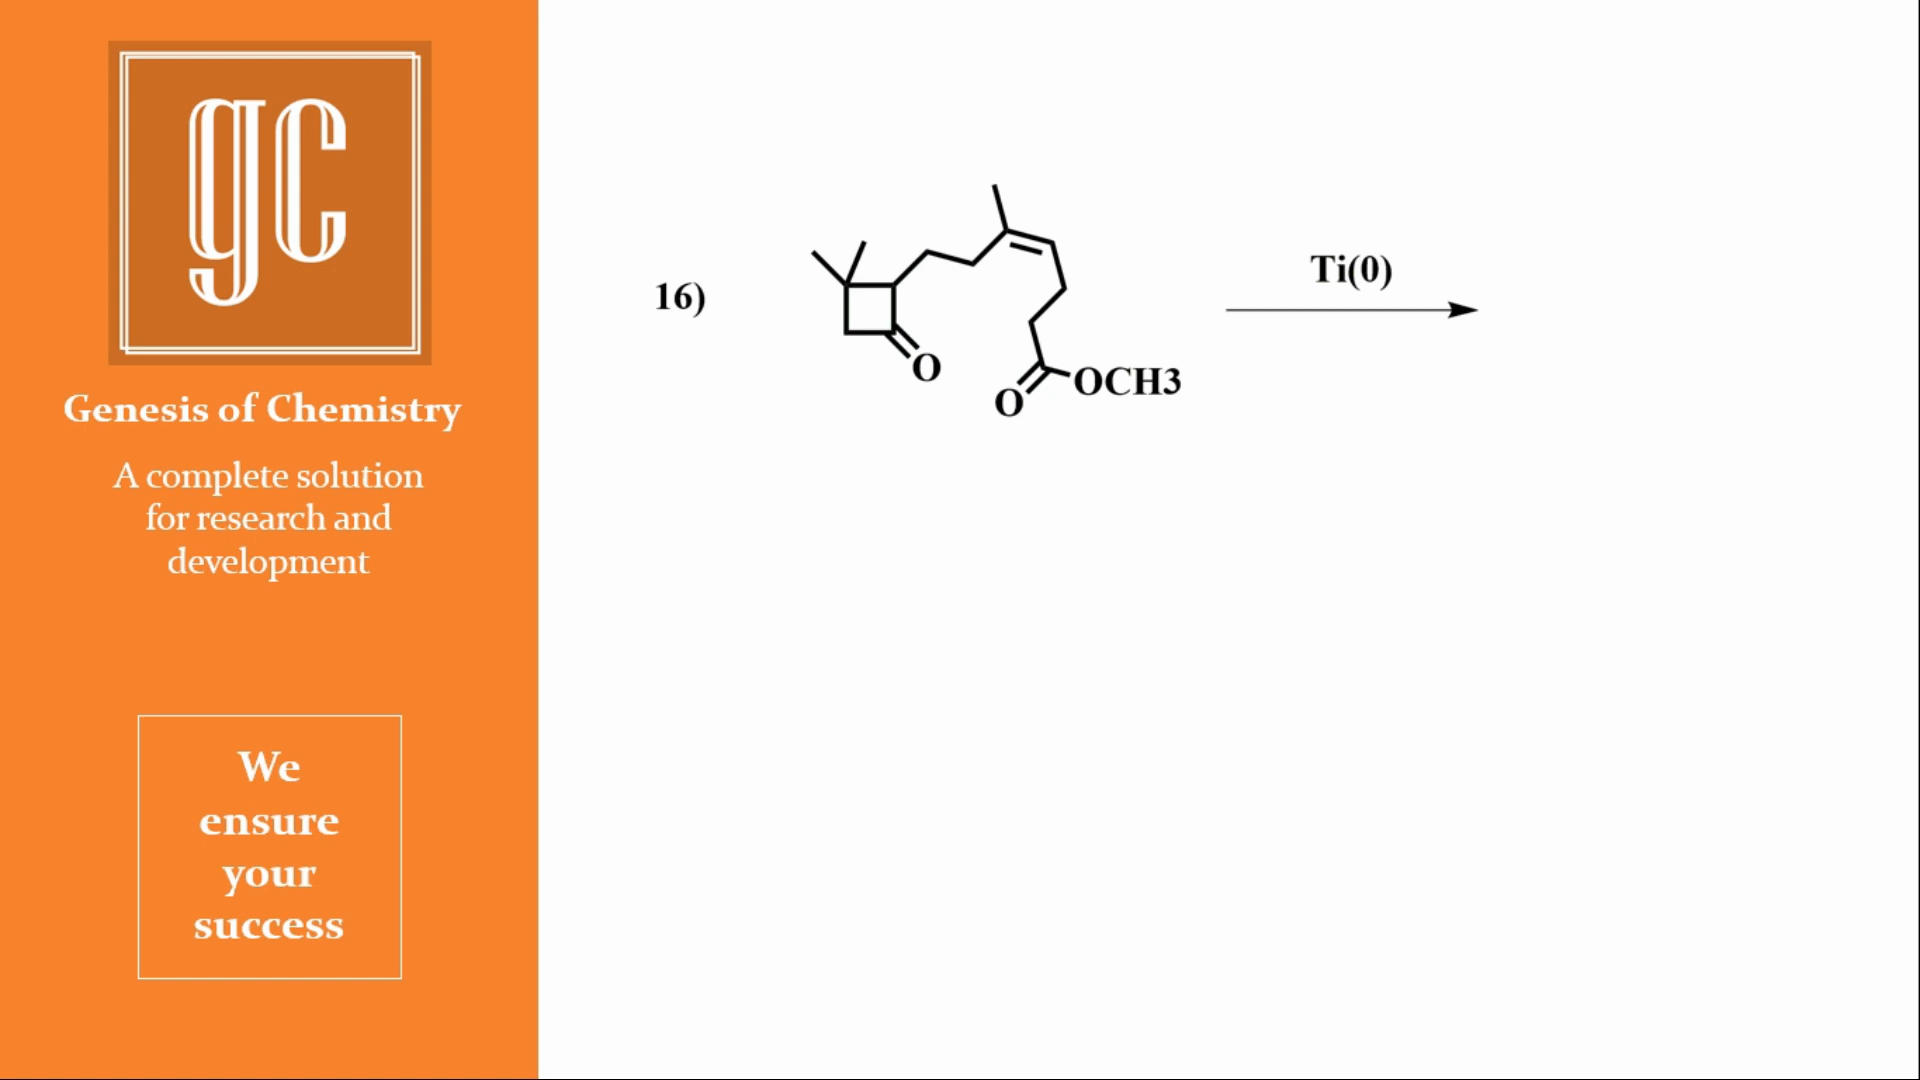 gc
Genesis of Chemistry
A complete solution
for research and
development
We
ensure
your
success
16)
O
O
OCH3
Ti(0)